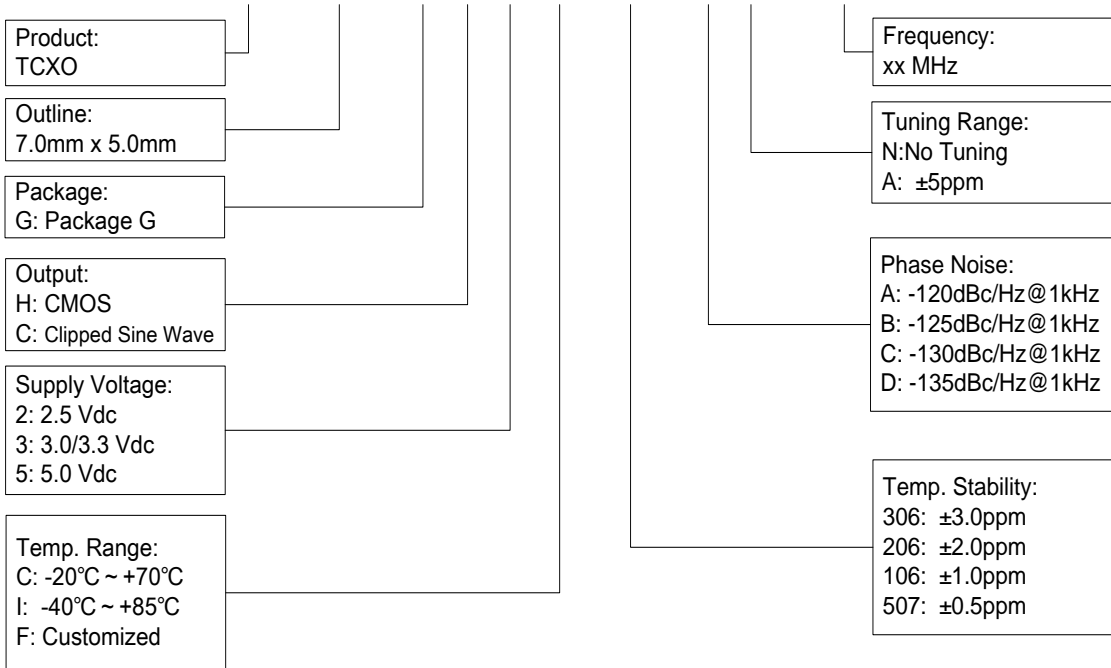 Product:
TCXO
Outline:
7.0mm x 5.0mm
Package:
G: Package G
Output:
H: CMOS
C: Clipped Sine Wave
Supply Voltage:
2: 2.5 Vdc
3: 3.0/3.3 Vdc
5: 5.0 Vdc
Temp. Range:
C: -20℃ ~ +70℃
I: -40℃ ~ +85℃
F: Customized
Frequency:
xx MHz
Tuning Range:
N:No Tuning
A: ±5ppm
Phase Noise:
A: -120dBc/Hz@1kHz
B: -125dBc/Hz@1kHz
C: -130dBc/Hz@1kHz
D: -135dBc/Hz@1kHz
Temp. Stability:
306: ±3.0ppm
206: ±2.0ppm
106: ±1.0ppm
507: ±0.5ppm